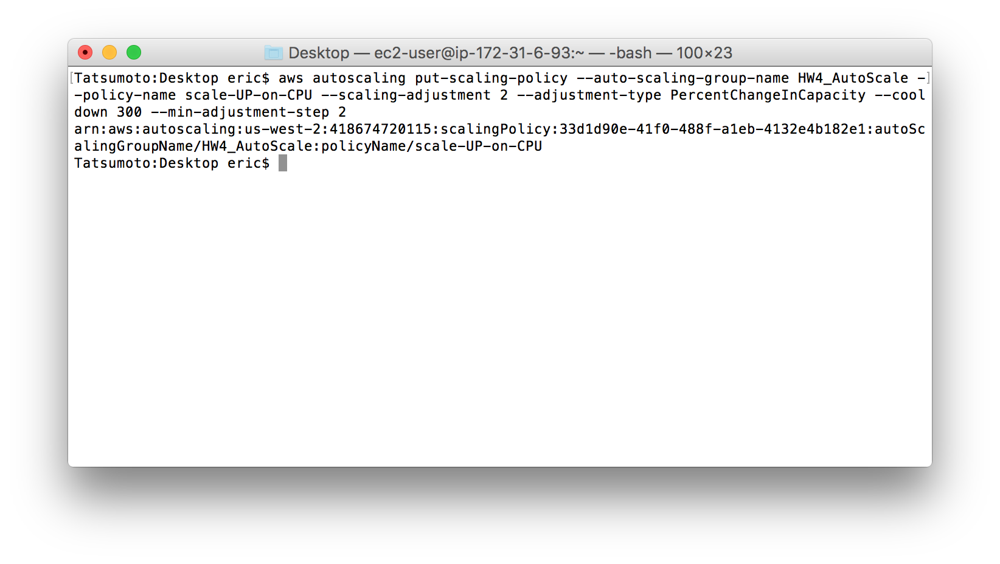 Desktop — ec2-user@ip-172-31-6-93:~ — -bash — 100×23
[Tatsumoto:Desktop eric$ aws autoscaling put-scaling-policy --auto-scaling-group-name HW4_AutoScale -]
-policy-name scale-UP-on-CPU --scaling-adjustment 2 --adjustment-type PercentChangeInCapacity --cool
down 300 --min-adjustment-step 2
arn:aws:autoscaling:us-west-2:418674720115:scalingPolicy:33d1d90e-41f0-488f-a1eb-4132e4b182e1:autoSc
alingGroupName/HW4_AutoScale:policyName/scale-UP-on-CPU
Tatsumoto:Desktop eric$